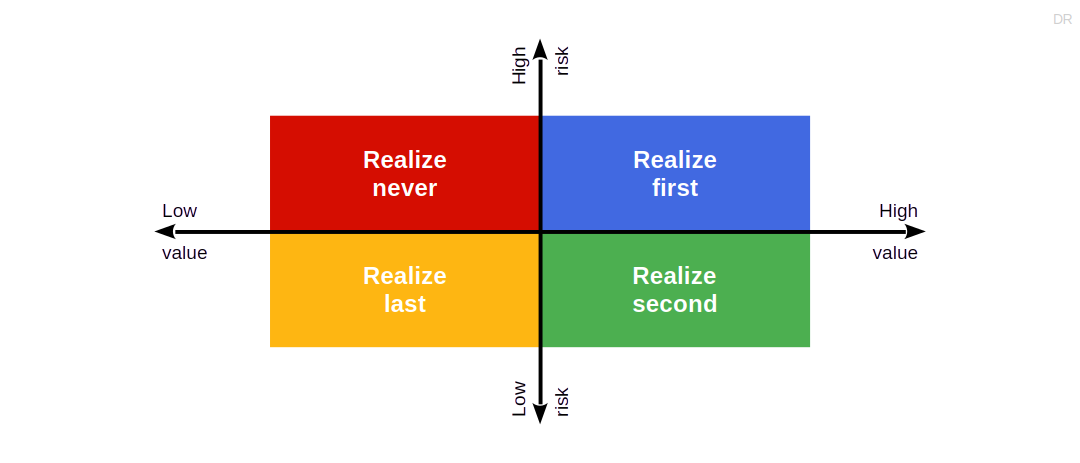 DR
High
risk
Realize
never
Realize
first
Low
value
High
value
Realize
last
Realize
second
Low
risk